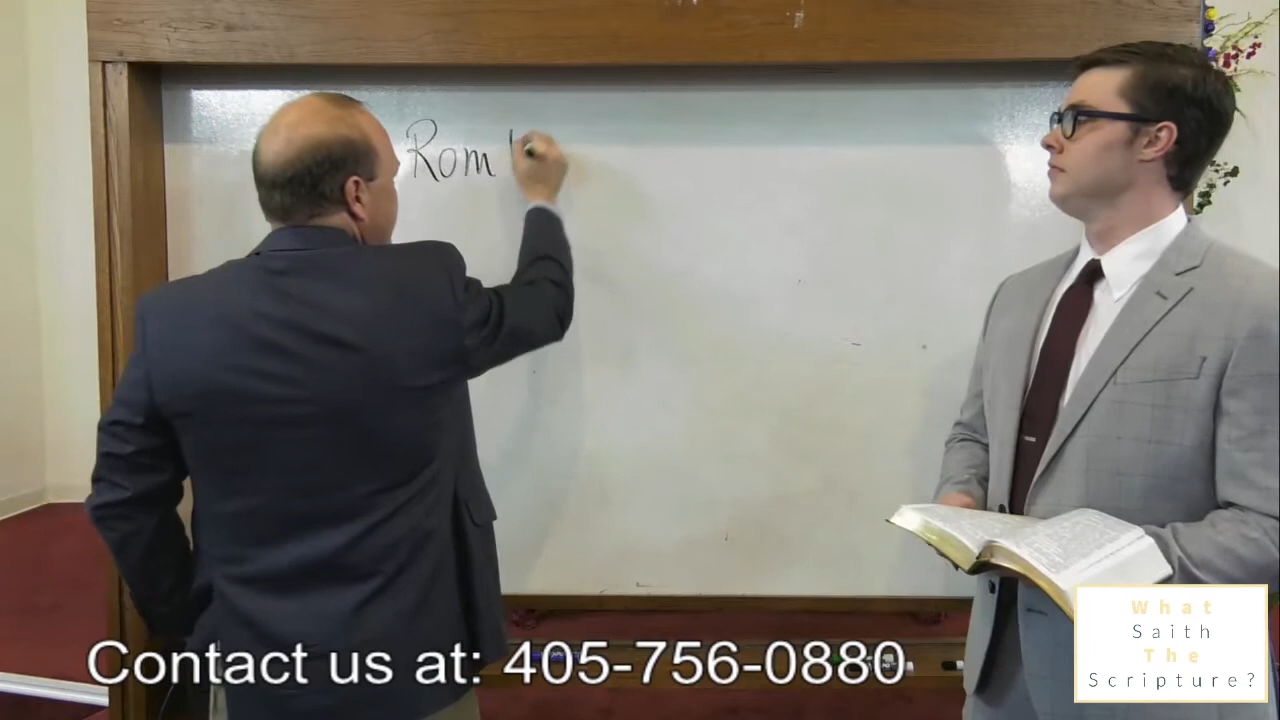 Rom
Contact us at: 405-756-0880
What
Saith
The
Scripture?